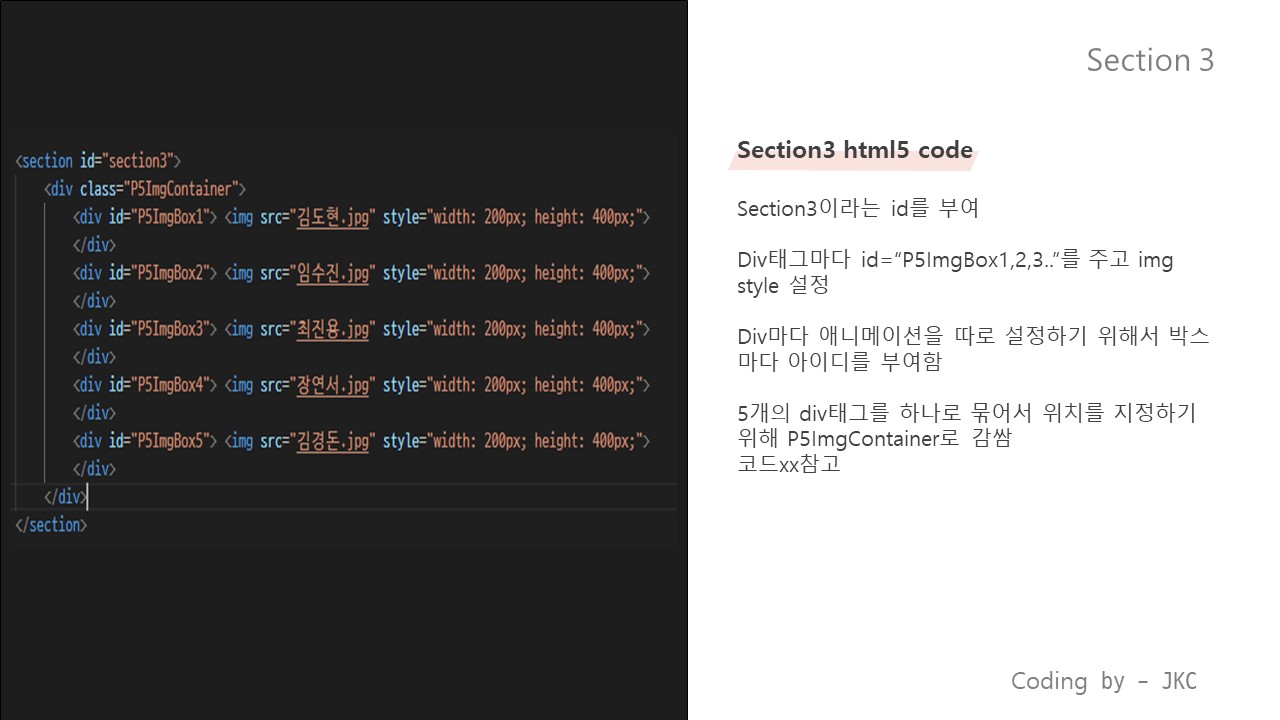 <section id="section3">
<div class="P5ImgContainer">
<div id="P5ImgBox1"> <img src="김도현.jpg" style="width: 200px; height: 400px;">
</div>
<div id="P5ImgBox2"> <img src="임수진.jpg" style="width: 200px; height: 400px;">
</div>
<div id="P5ImgBox3"> <img src="최진용.jpg" style="width: 200px; height: 400px;">
</div>
<div id="P5ImgBox4"> <img src="장연서.jpg" style="width: 200px; height: 400px;">
</div>
<div id="P5ImgBox5"> <img src="김경돈.jpg" style="width: 200px; height: 400px;">
</div>
</div>
</section>
Section 3
Section3 html5 code
Section3이라는 id를 부여
Div태그마다 id=”P5ImgBox1,2,3..”를 주고 img
style 설정
Div마다 애니메이션을 따로 설정하기 위해서 박스
마다 아이디를 부여함
5개의 div태그를 하나로 묶어서 위치를 지정하기
위해 P5ImgContainer로 감쌈
코드xx참고
Coding by – JKC